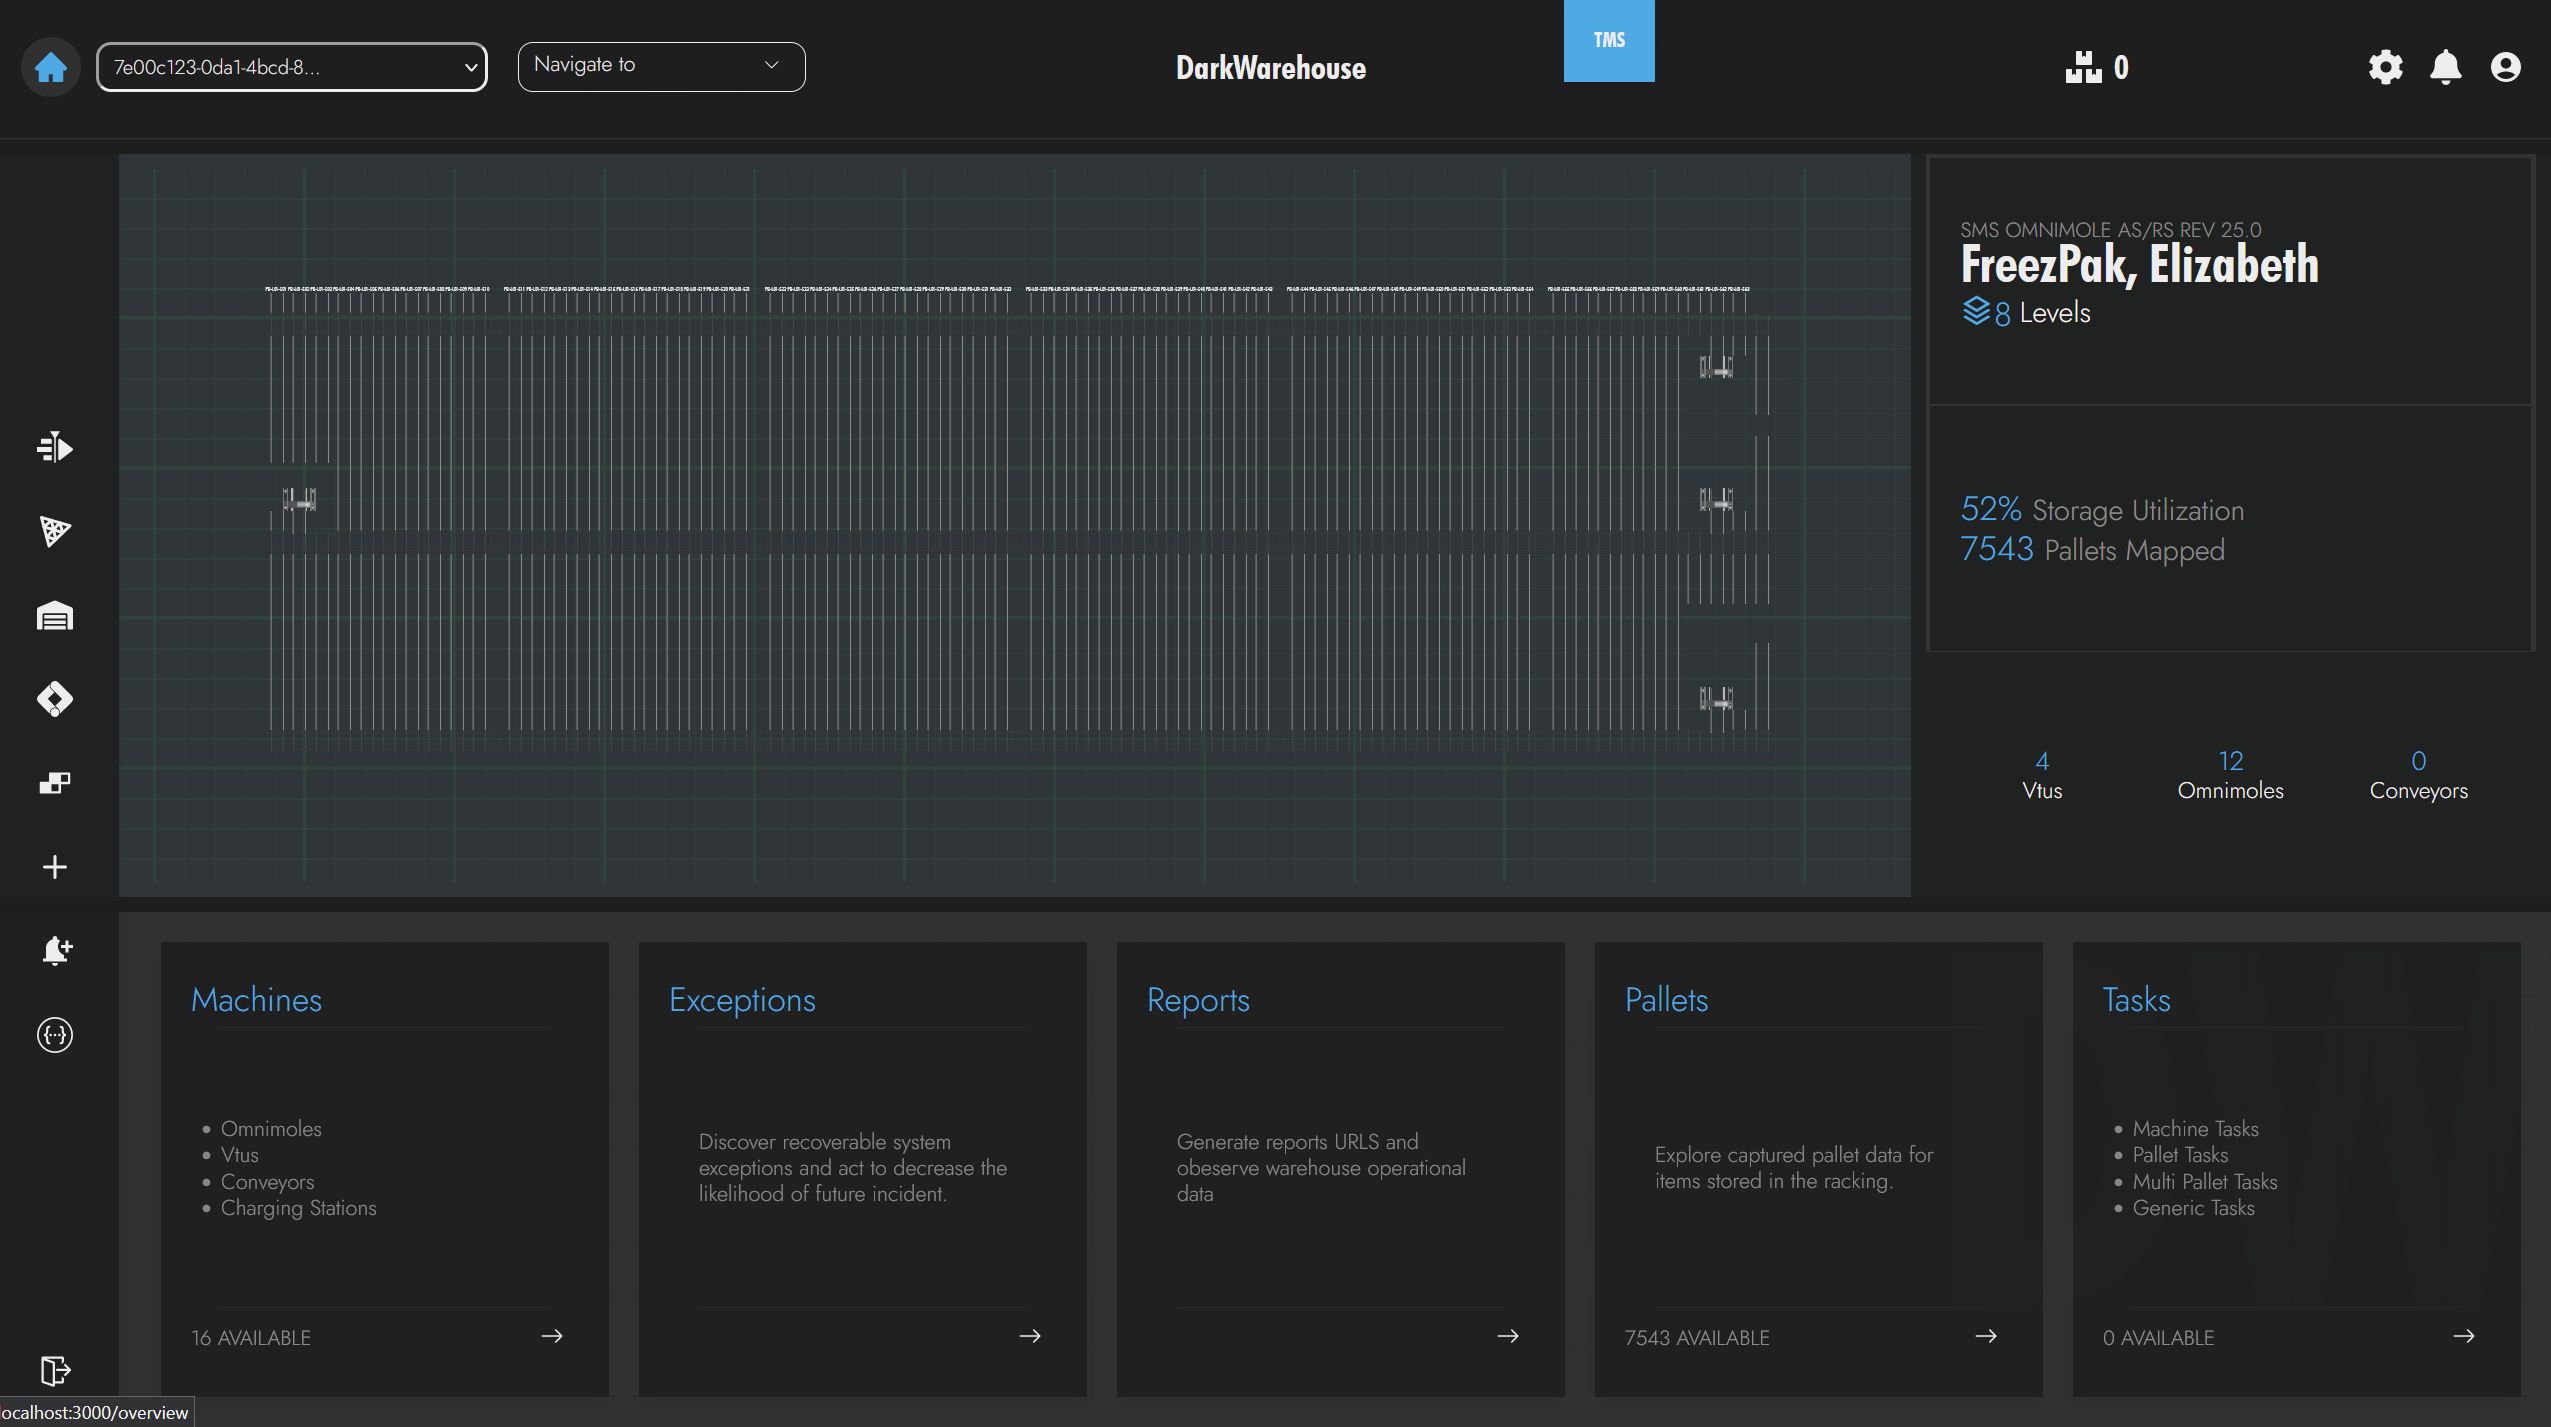 7e00c123-0da1-4bcd-8...
Navigate to
DarkWarehouse
TMS
0
SMS OMNIMOLE AS/RS REV 25.0
FreezPak, Elizabeth
8 Levels
52% Storage Utilization
7543 Pallets Mapped
4
Vtus
12
Omnimoles
0
Conveyors
Machines
Omnimoles
Vtus
Conveyors
Charging Stations
16 AVAILABLE
Exceptions
Discover recoverable system
exceptions and act to decrease the
likelihood of future incident.
Reports
Generate reports URLS and
obeserve warehouse operational
data
Pallets
Explore captured pallet data for
items stored in the racking.
7543 AVAILABLE
Tasks
Machine Tasks
Pallet Tasks
Multi Pallet Tasks
Generic Tasks
0 AVAILABLE
localhost:3000/overview